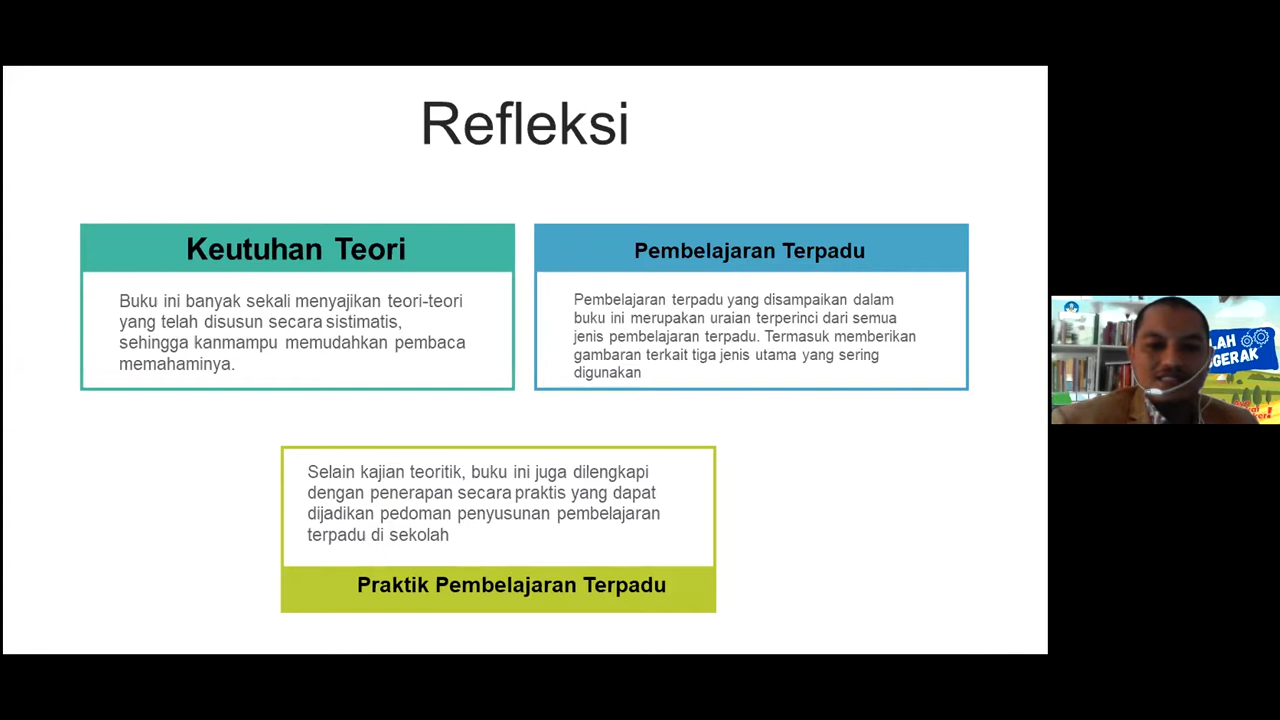 Refleksi
Keutuhan Teori
Buku ini banyak sekali menyajikan teori-teori
yang telah disusun secara sistimatis,
sehingga kanmampu memudahkan pembaca
memahaminya.
Pembelajaran Terpadu
Pembelajaran terpadu yang disampaikan dalam
buku ini merupakan uraian terperinci dari semua
jenis pembelajaran terpadu. Termasuk memberikan
gambaran terkait tiga jenis utama yang sering
digunakan
Selain kajian teoritik, buku ini juga dilengkapi
dengan penerapan secara praktis yang dapat
dijadikan pedoman penyusunan pembelajaran
terpadu di sekolah
Praktik Pembelajaran Terpadu
LAH
GERAK